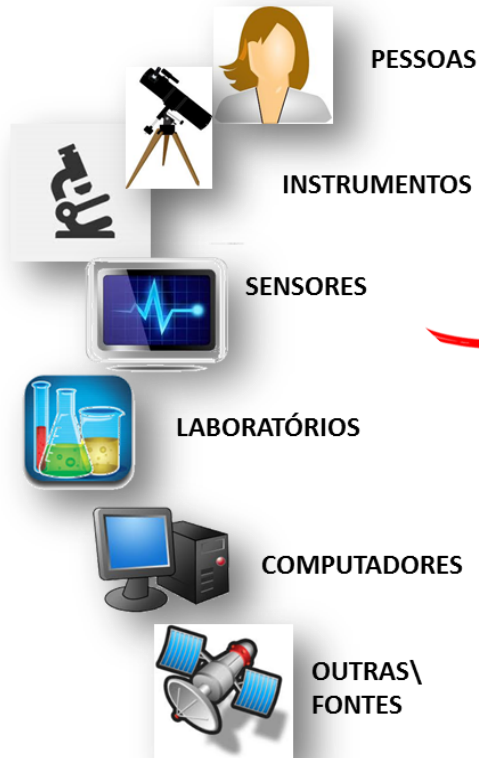 PESSOAS
INSTRUMENTOS
SENSORES
LABORATÓRIOS
COMPUTADORES
OUTRAS\
FONTES